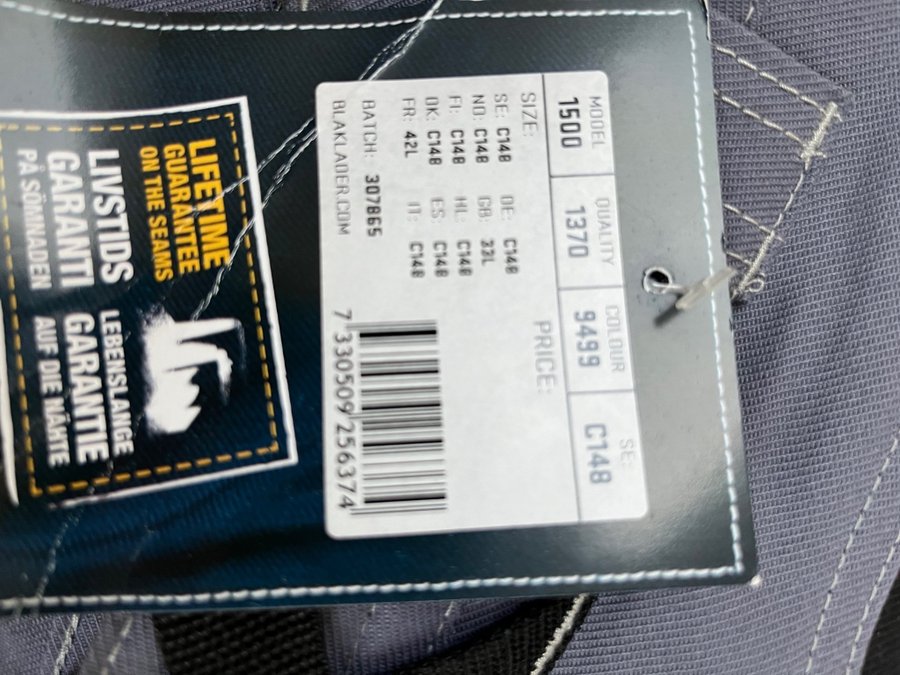 MODEL QUALITY COLOUR SE:
1500 1370 9499 C148
SIZE: PRICE:
SE: C148 DE: C148
NO: C148 GB: 32L
FI: C148 NL: C148
DK: C148 ES: C148
FR: 42L IT: C148
BATCH: 307865
BLAKLADER.COM
7 330509 256374
LIFETIME
GUARANTEE
ON THE SEAMS
LIVSTIDS
GARANTI
PÅ SÖMNADEN
LEBENSLANGE
GARANTIE
AUF DIE NÄHTE